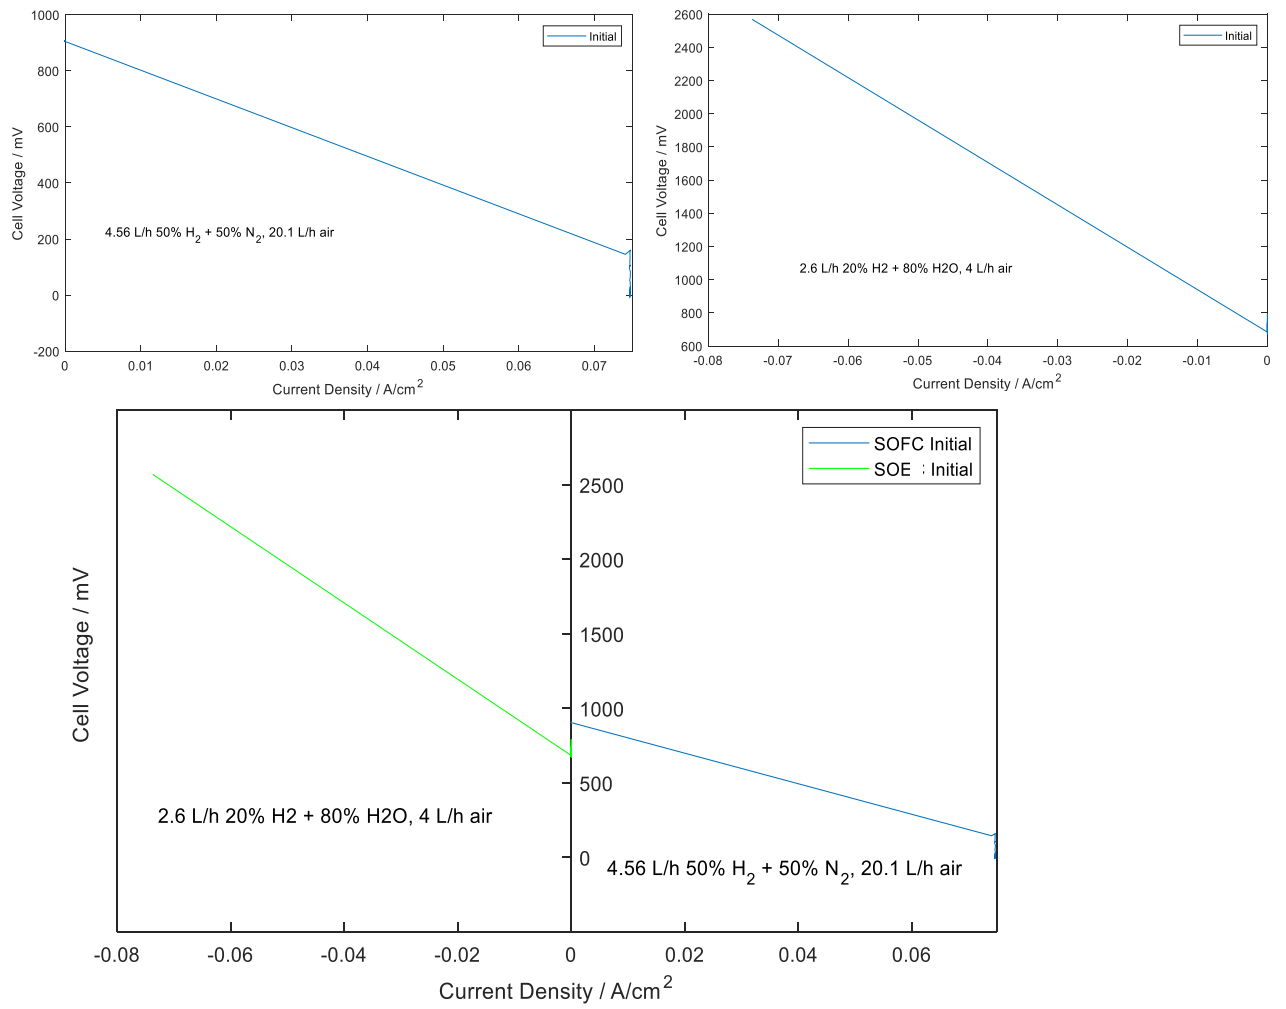 1000
800
600
400
200
0
-200
Cell Voltage / mV
Initial
4.56 L/h 50% H2 + 50% N2, 20.1 L/h air
0 0.01 0.02 0.03 0.04 0.05 0.06 0.07
Current Density / A/cm2
2600
2400
2200
2000
1800
1600
1400
1200
1000
800
600
Cell Voltage / mV
Initial
2.6 L/h 20% H2 + 80% H2O, 4 L/h air
-0.08 -0.07 -0.06 -0.05 -0.04 -0.03 -0.02 -0.01 0
Current Density / A/cm2
SOFC Initial
SOE Initial
2500
2000
1500
1000
500
0
Cell Voltage / mV
2.6 L/h 20% H2 + 80% H2O, 4 L/h air
4.56 L/h 50% H2 + 50% N2, 20.1 L/h air
-0.08 -0.06 -0.04 -0.02 0 0.02 0.04 0.06
Current Density / A/cm2